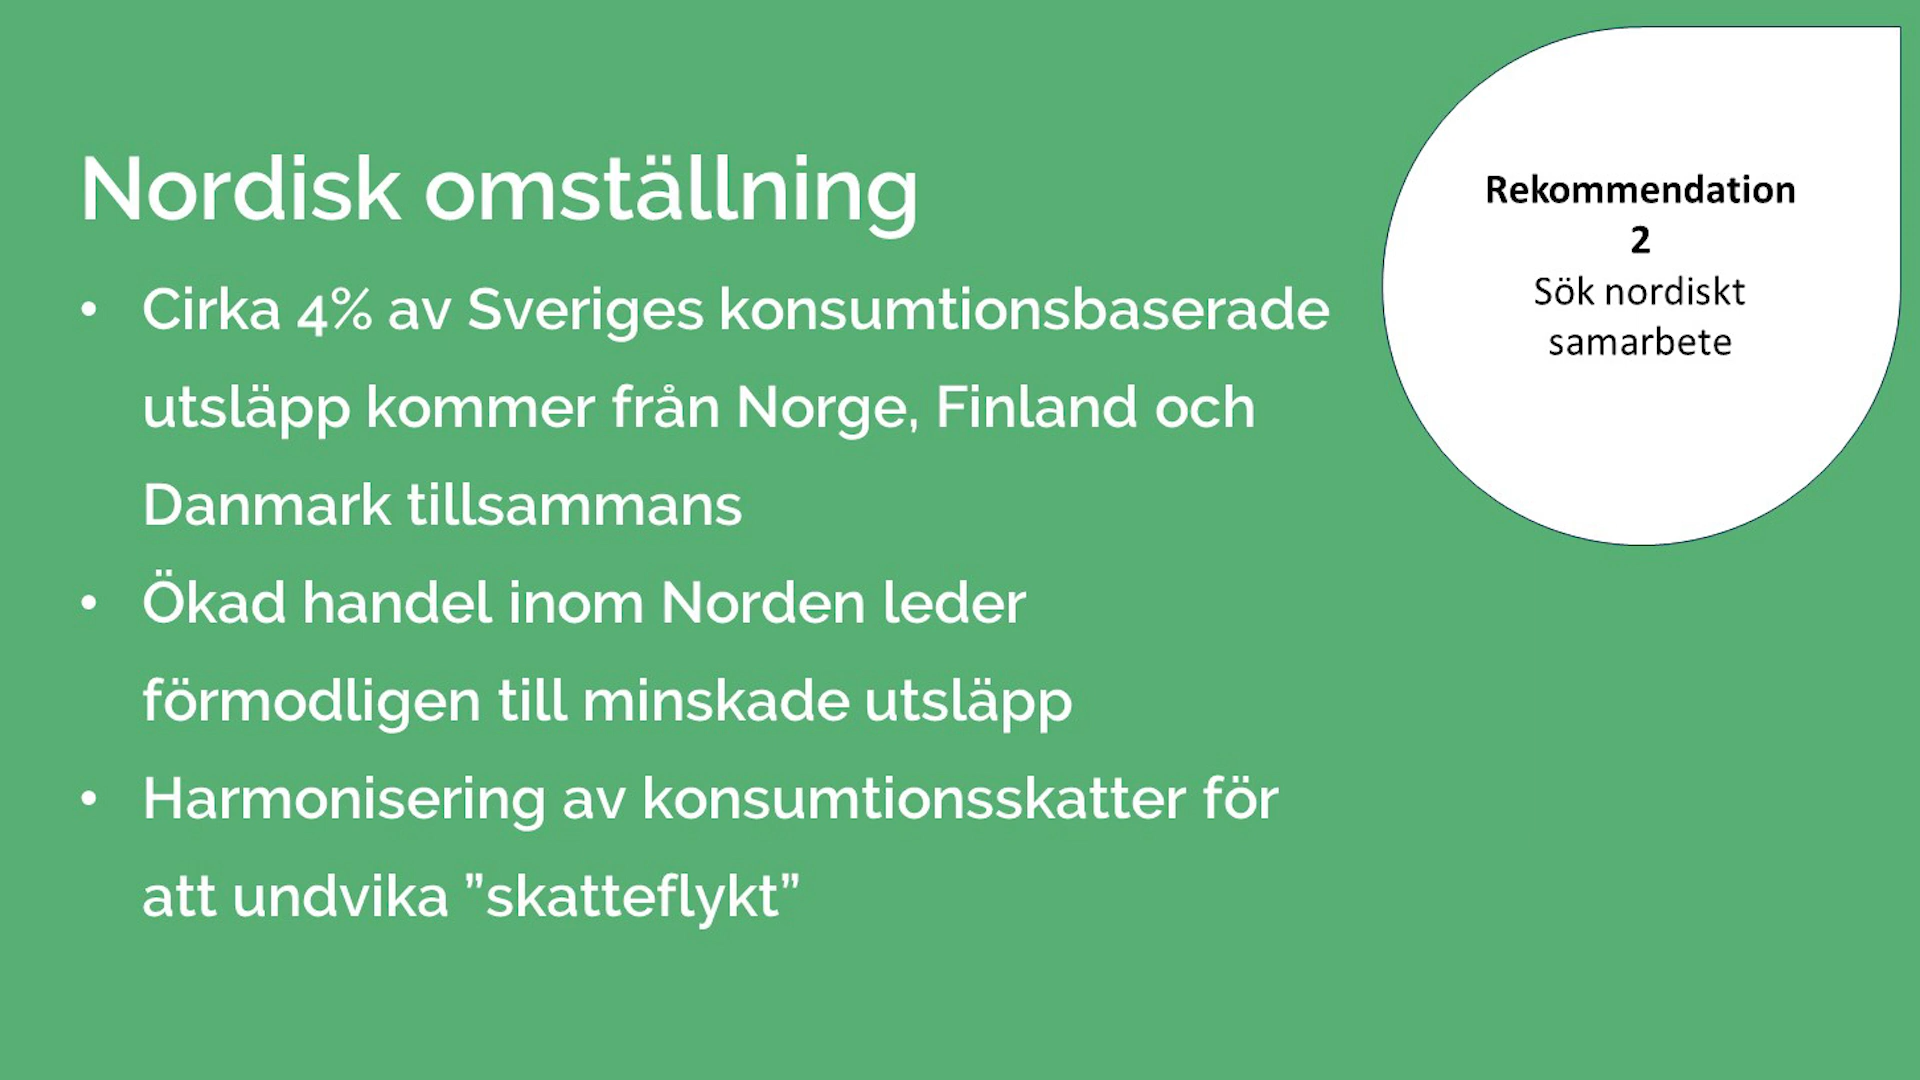 Nordisk omställning
• Cirka 4% av Sveriges konsumtionsbaserade
utsläpp kommer från Norge, Finland och
Danmark tillsammans
• Ökad handel inom Norden leder
förmodligen till minskade utsläpp
• Harmonisering av konsumtionsskatter för
att undvika ”skatteflykt”
Rekommendation
2
Sök nordiskt
samarbete